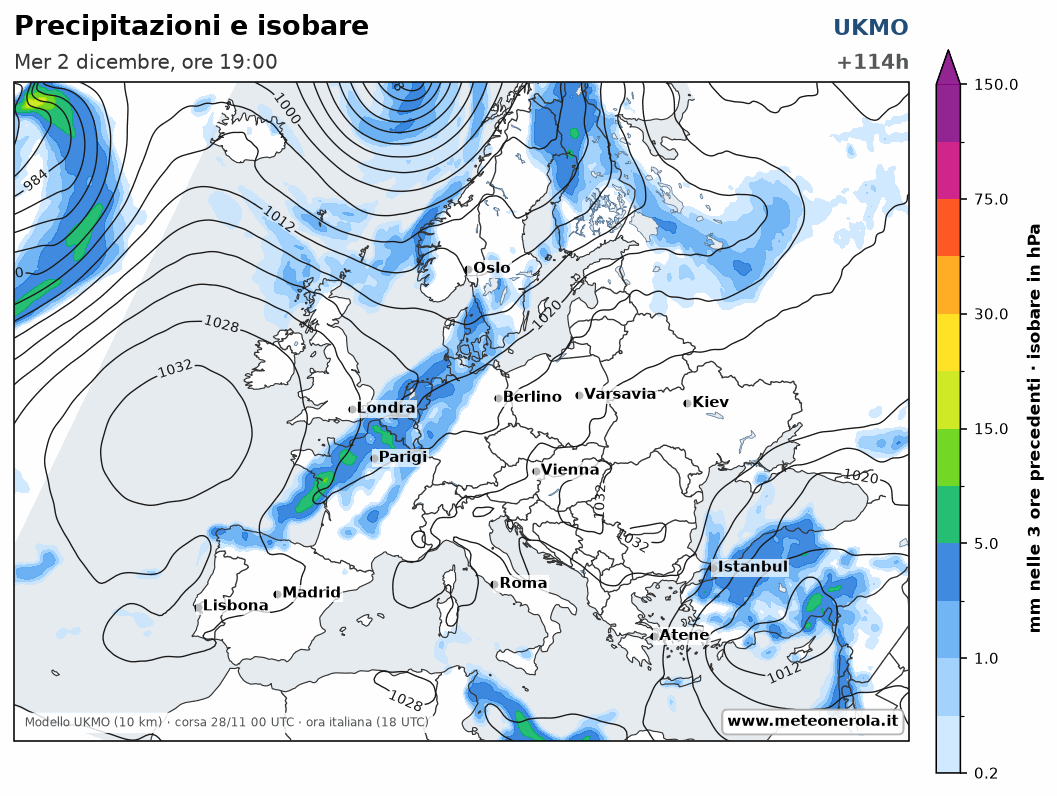 Precipitazioni e isobare
UKMO
Mer 2 dicembre, ore 19:00
+114h
150.0
75.0
30.0
15.0
5.0
1.0
0.2
mm nelle 3 ore precedenti · isobare in hPa
1000
984
1012
1028
1032
1020
Oslo
Londra
Berlino
Varsavia
Kiev
Parigi
Vienna
1020
1032
1032
Istanbul
Roma
Madrid
Lisbona
Atene
1012
1028
Modello UKMO (10 km) · corsa 28/11 00 UTC · ora italiana (18 UTC)
www.meteonerola.it